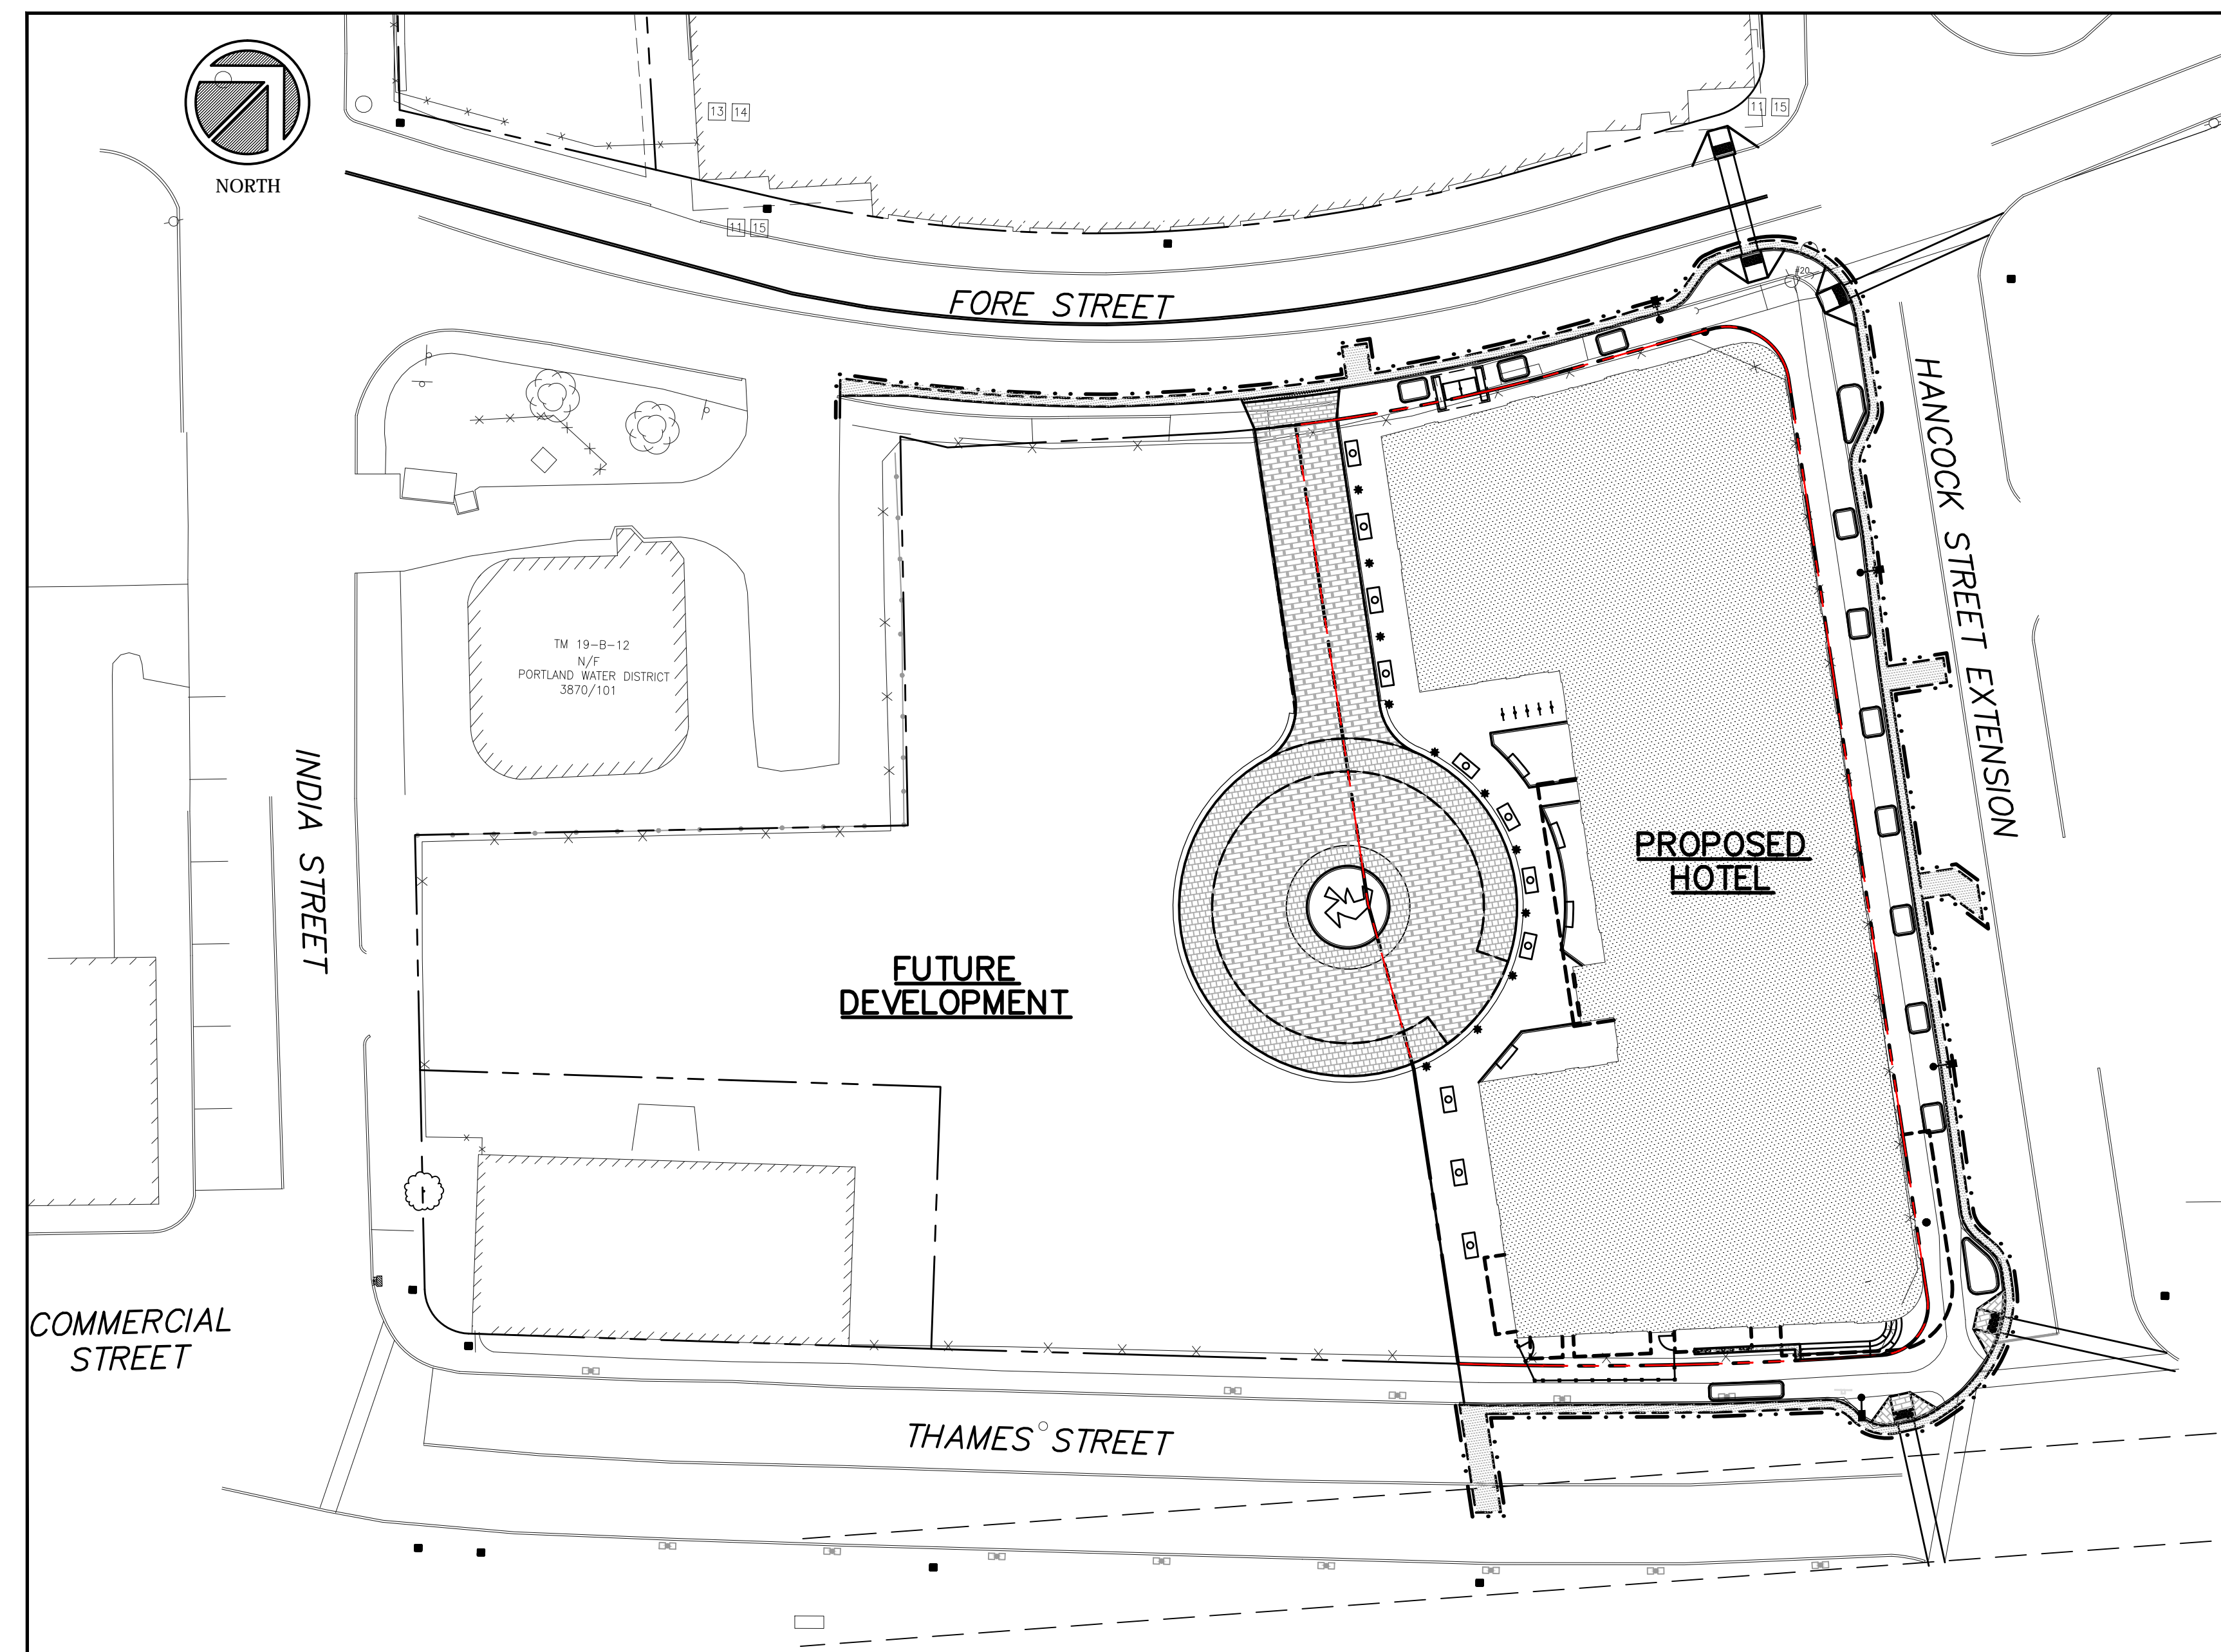 NORTH
13 14
11 15
11 15
FORE STREET
HANCOCK STREET EXTENSION
TM 19-B-12
N/F
PORTLAND WATER DISTRICT
3870/101
INDIA STREET
PROPOSED
HOTEL
FUTURE
DEVELOPMENT
COMMERCIAL
STREET
THAMES STREET